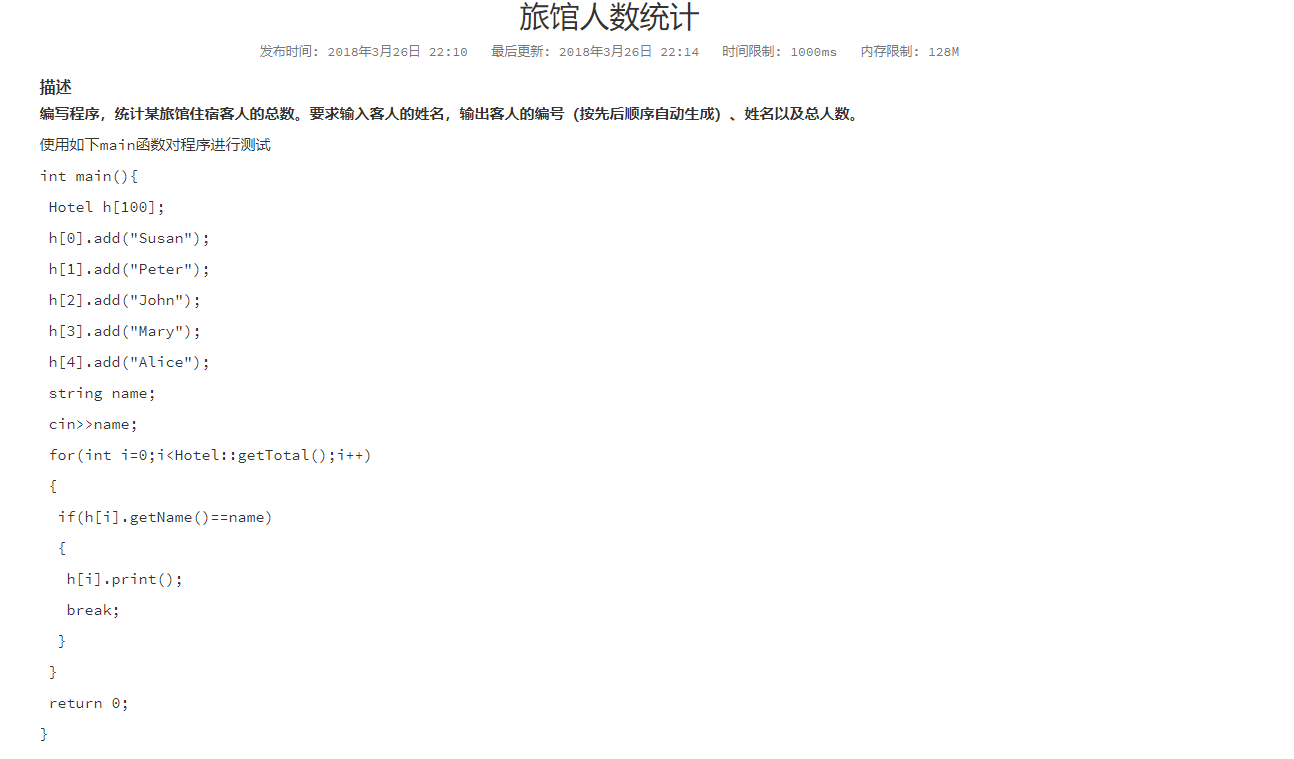 旅馆人数统计
发布时间: 2018年3月26日 22:10 最后更新: 2018年3月26日 22:14 时间限制: 1000ms 内存限制: 128M
描述
编写程序，统计某旅馆住宿客人的总数。要求输入客人的姓名，输出客人的编号（按先后顺序自动生成）、姓名以及总人数。
使用如下main函数对程序进行测试
int main(){
Hotel h[100];
h[0].add("Susan");
h[1].add("Peter");
h[2].add("John");
h[3].add("Mary");
h[4].add("Alice");
string name;
cin>>name;
for(int i=0;i<Hotel::getTotal();i++)
{
if(h[i].getName()==name)
{
h[i].print();
break;
}
}
return 0;
}